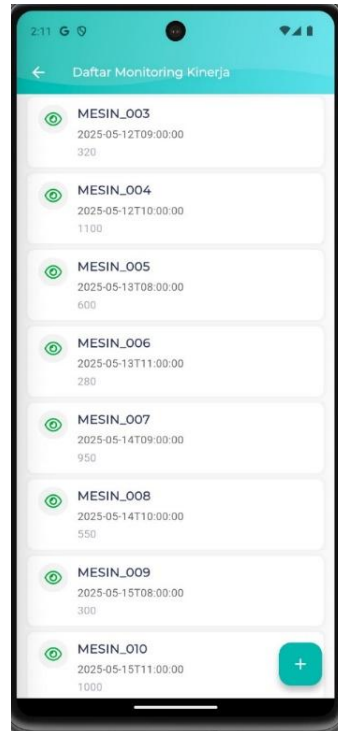 2:11 G
Daftar Monitoring Kinerja
MESIN_003
2025-05-12T09:00:00
320
MESIN_004
2025-05-12T10:00:00
1100
MESIN_005
2025-05-13T08:00:00
600
MESIN_006
2025-05-13T11:00:00
280
MESIN_007
2025-05-14T09:00:00
950
MESIN_008
2025-05-14T10:00:00
550
MESIN_009
2025-05-15T08:00:00
300
MESIN_010
2025-05-15T11:00:00
1000
+